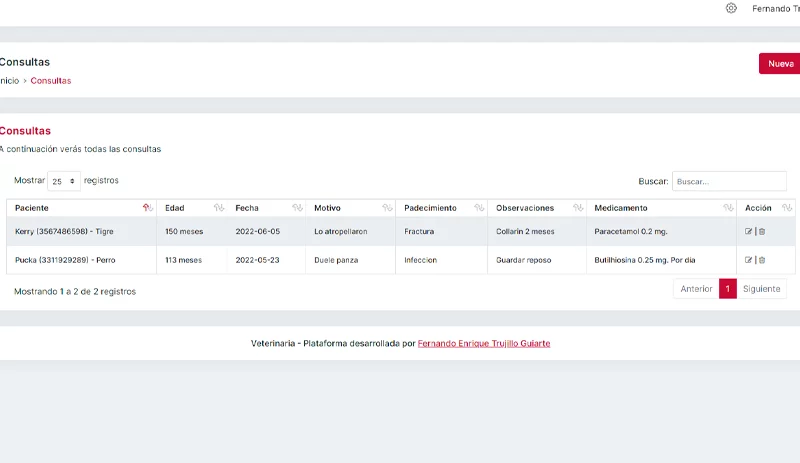 Fernando Tr
Consultas
Nueva
nicio › Consultas
Consultas
A continuación verás todas las consultas
Mostrar 25 registros
Buscar: Buscar...
Paciente Edad Fecha Motivo Padecimiento Observaciones Medicamento Acción
Kerry (3567486598) - Tigre 150 meses 2022-06-05 Lo atropellaron Fractura Collarin 2 meses Paracetamol 0.2 mg. |
Pucka (3311929289) - Perro 113 meses 2022-05-23 Duele panza Infeccion Guardar reposo Butilhiosina 0.25 mg. Por dia |
Mostrando 1 a 2 de 2 registros
Anterior 1 Siguiente
Veterinaria - Plataforma desarrollada por Fernando Enrique Trujillo Guiarte